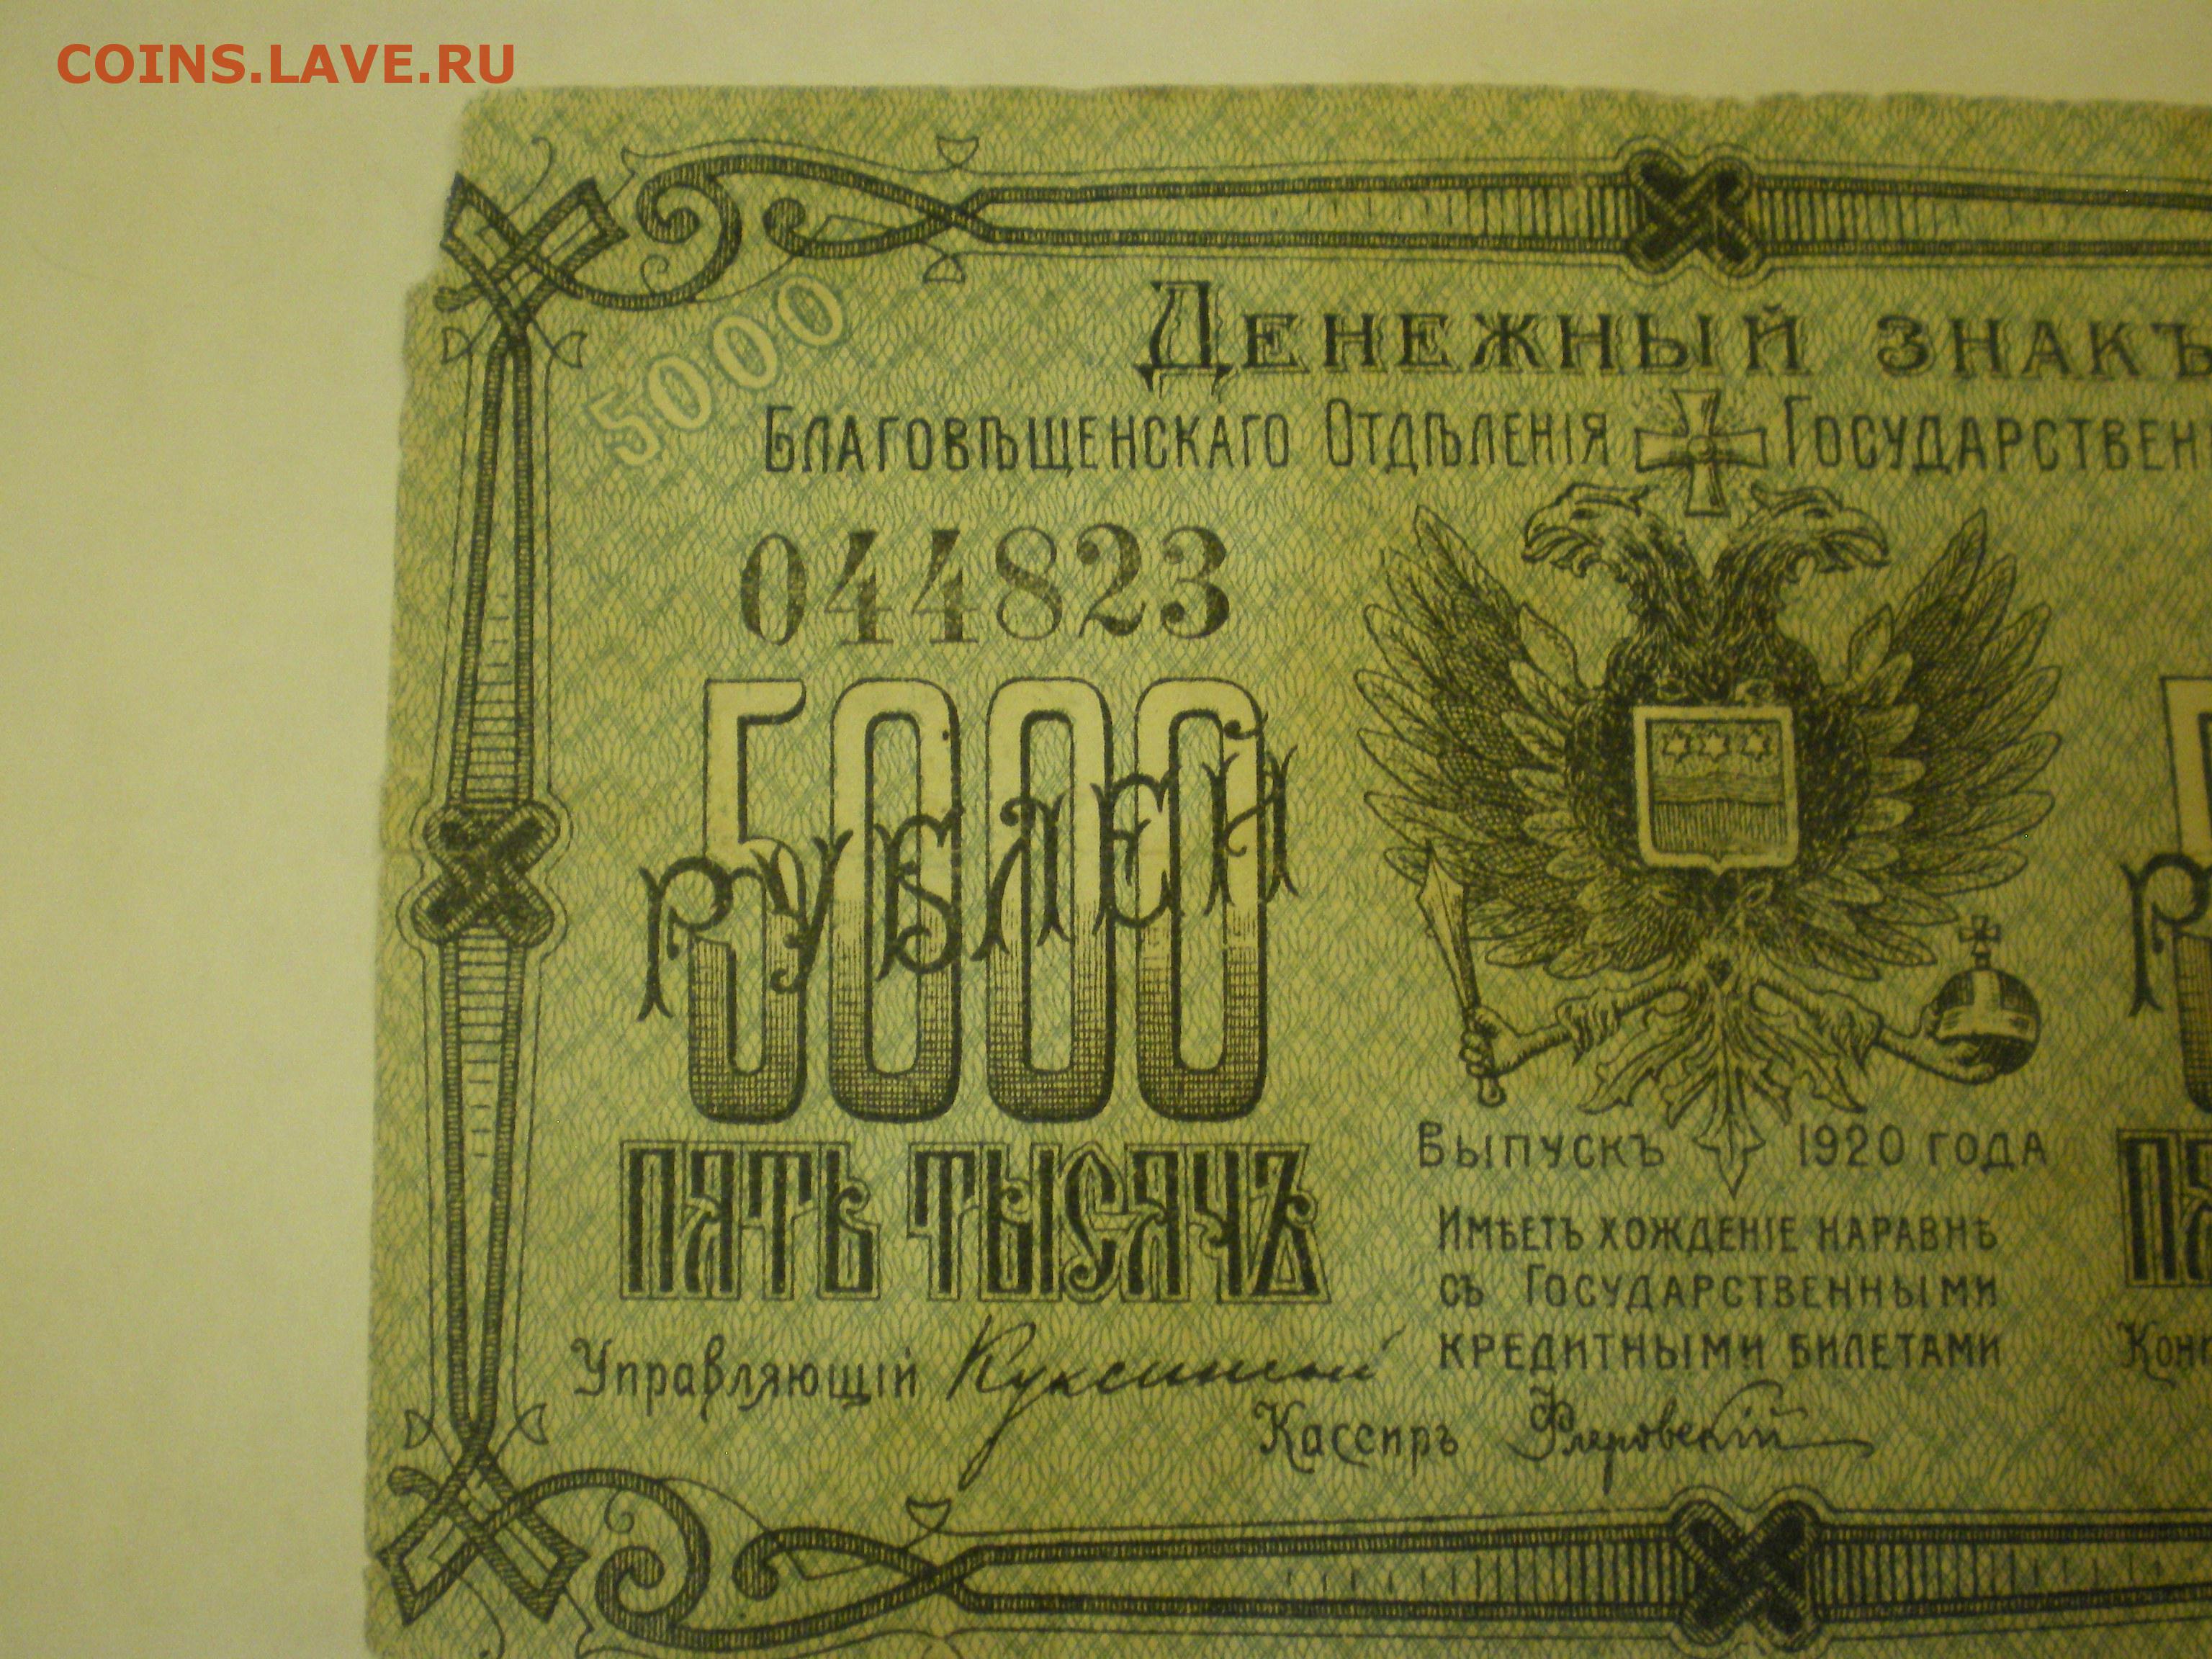 COINS.LAVE.RU
Денежный знакъ
5000
Благовѣщенскаго Отдѣленія Государствен
044823
5000
рублей
пять тысячъ
Выпускъ 1920 года
Имѣетъ хожденіе наравнѣ
съ Государственными
кредитными билетами
Управляющій
Кассиръ Флеровскій